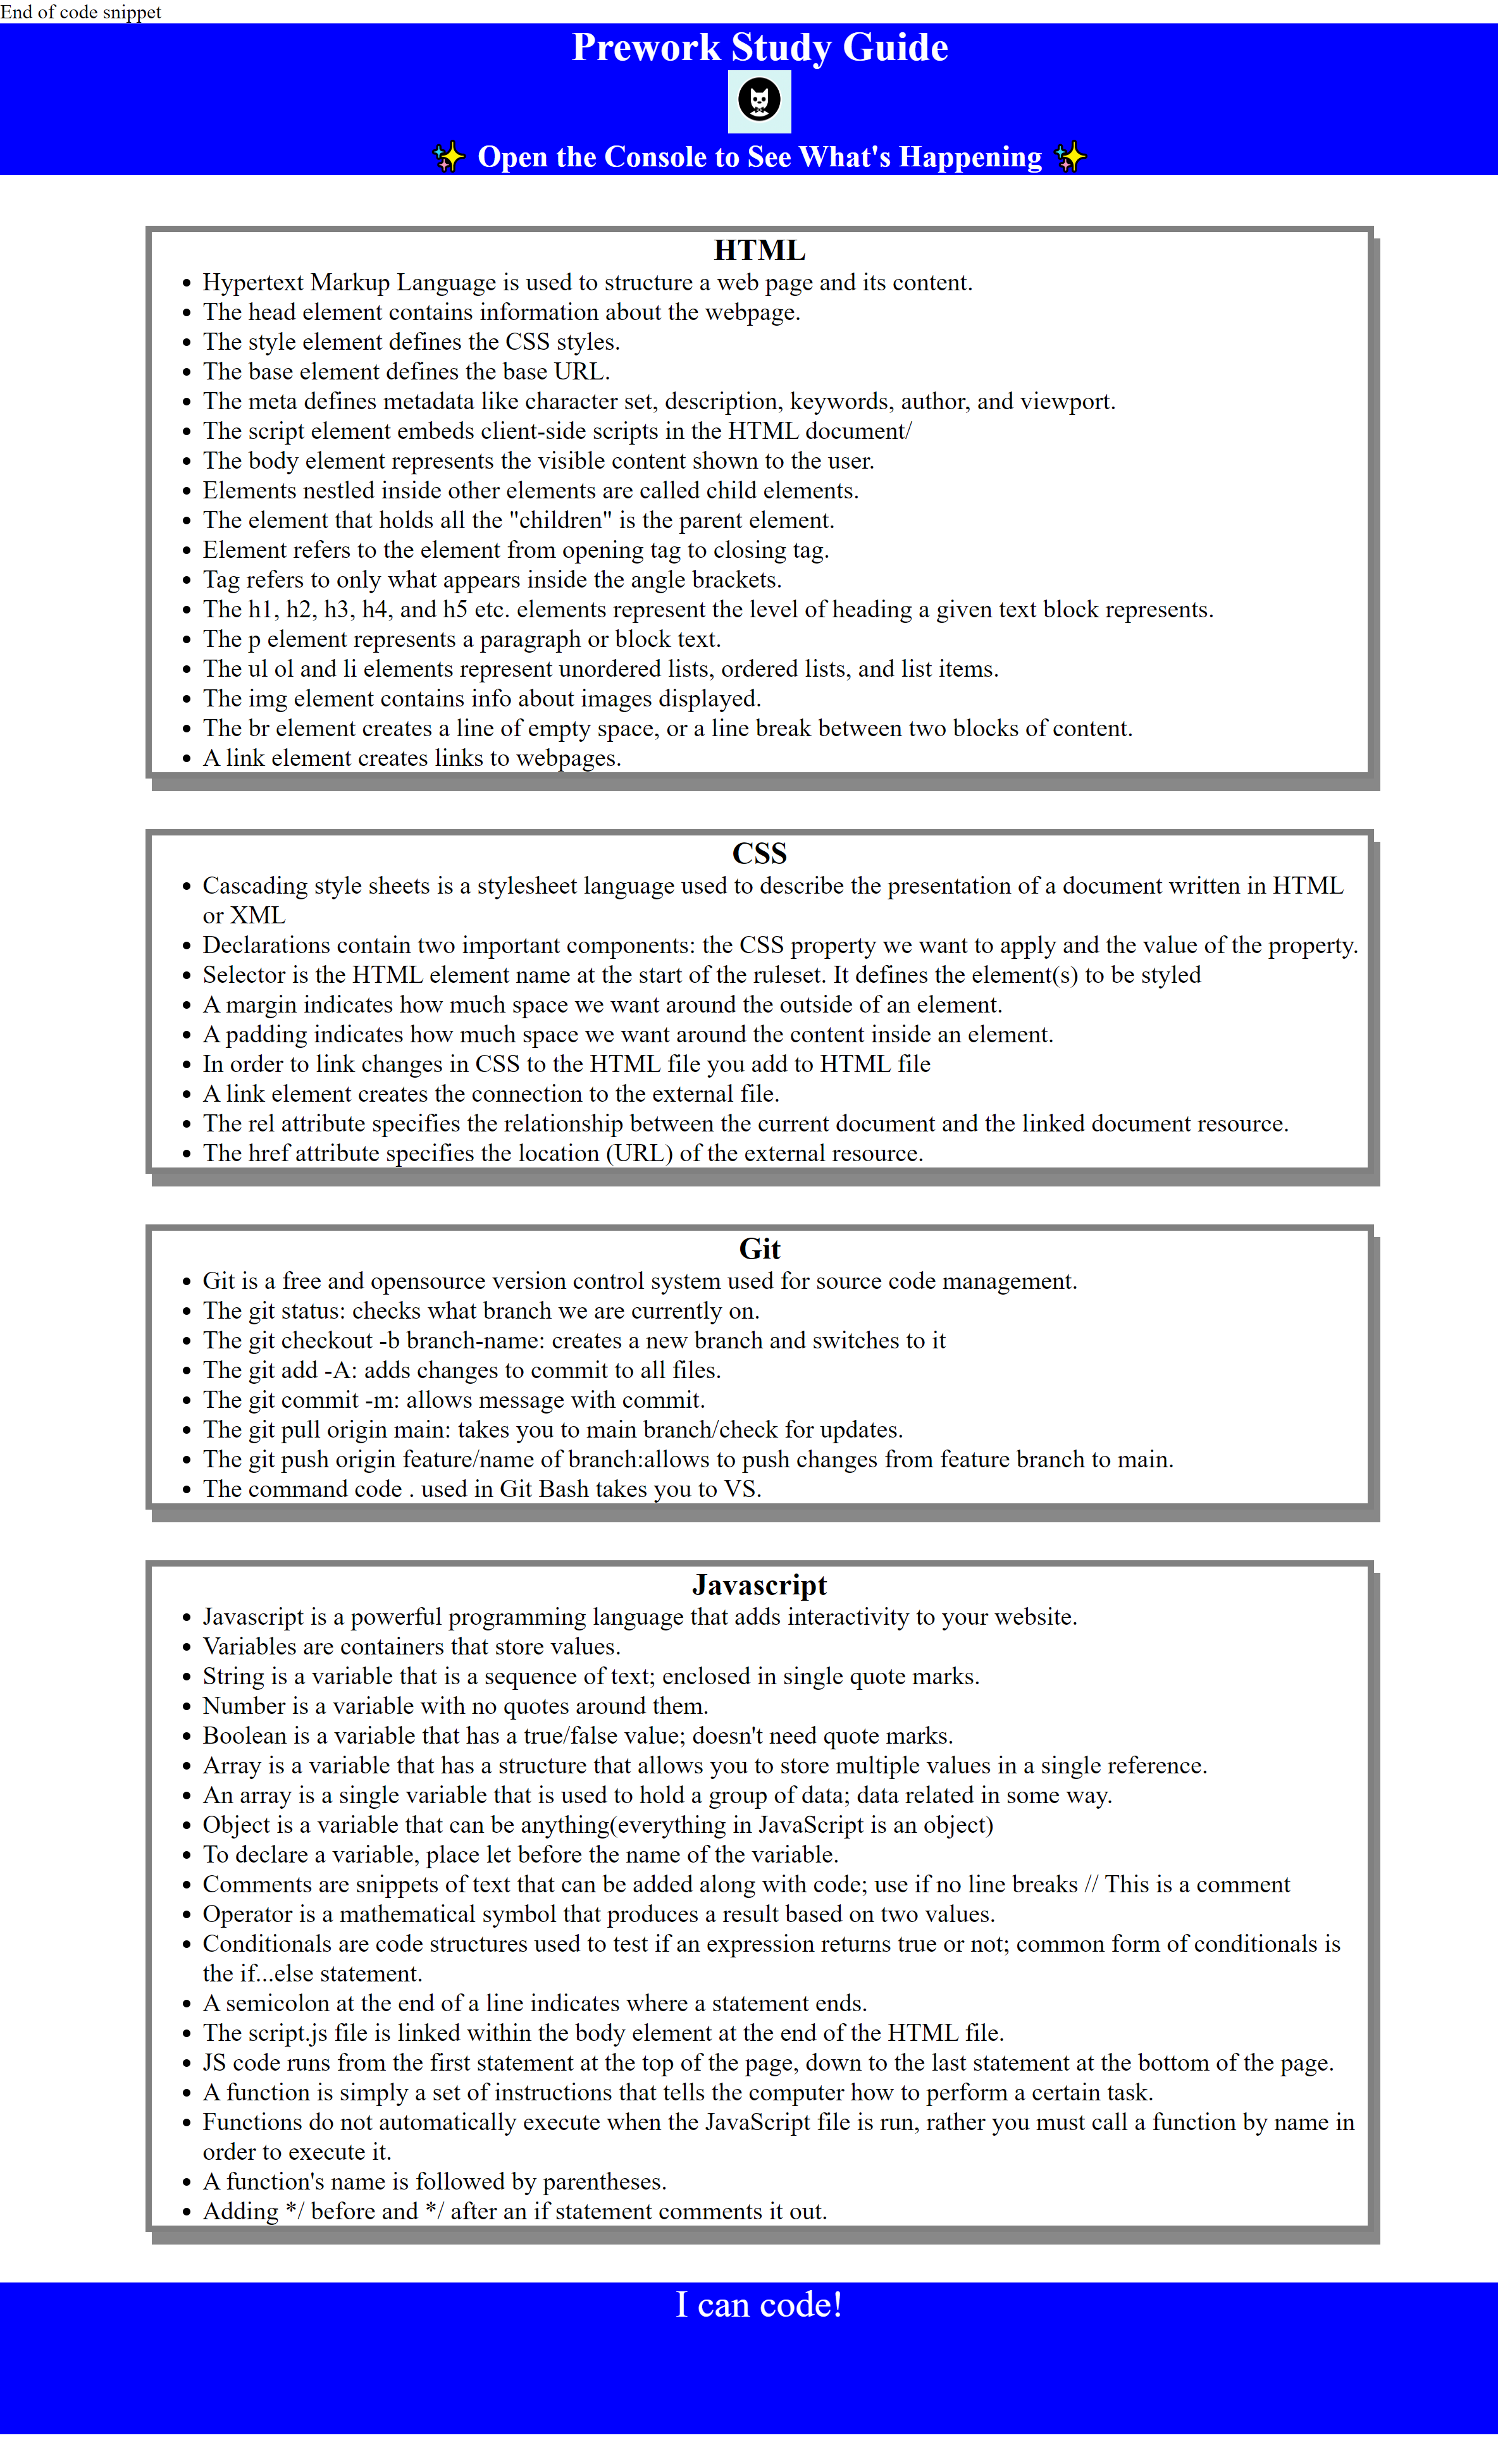 End of code snippet
Prework Study Guide
✨ Open the Console to See What's Happening ✨
HTML
• Hypertext Markup Language is used to structure a web page and its content.
• The head element contains information about the webpage.
• The style element defines the CSS styles.
• The base element defines the base URL.
• The meta defines metadata like character set, description, keywords, author, and viewport.
• The script element embeds client-side scripts in the HTML document/
• The body element represents the visible content shown to the user.
• Elements nestled inside other elements are called child elements.
• The element that holds all the "children" is the parent element.
• Element refers to the element from opening tag to closing tag.
• Tag refers to only what appears inside the angle brackets.
• The h1, h2, h3, h4, and h5 etc. elements represent the level of heading a given text block represents.
• The p element represents a paragraph or block text.
• The ul ol and li elements represent unordered lists, ordered lists, and list items.
• The img element contains info about images displayed.
• The br element creates a line of empty space, or a line break between two blocks of content.
• A link element creates links to webpages.
CSS
• Cascading style sheets is a stylesheet language used to describe the presentation of a document written in HTML
or XML
• Declarations contain two important components: the CSS property we want to apply and the value of the property.
• Selector is the HTML element name at the start of the ruleset. It defines the element(s) to be styled
• A margin indicates how much space we want around the outside of an element.
• A padding indicates how much space we want around the content inside an element.
• In order to link changes in CSS to the HTML file you add to HTML file
• A link element creates the connection to the external file.
• The rel attribute specifies the relationship between the current document and the linked document resource.
• The href attribute specifies the location (URL) of the external resource.
Git
• Git is a free and opensource version control system used for source code management.
• The git status: checks what branch we are currently on.
• The git checkout -b branch-name: creates a new branch and switches to it
• The git add -A: adds changes to commit to all files.
• The git commit -m: allows message with commit.
• The git pull origin main: takes you to main branch/check for updates.
• The git push origin feature/name of branch:allows to push changes from feature branch to main.
• The command code . used in Git Bash takes you to VS.
Javascript
• Javascript is a powerful programming language that adds interactivity to your website.
• Variables are containers that store values.
• String is a variable that is a sequence of text; enclosed in single quote marks.
• Number is a variable with no quotes around them.
• Boolean is a variable that has a true/false value; doesn't need quote marks.
• Array is a variable that has a structure that allows you to store multiple values in a single reference.
• An array is a single variable that is used to hold a group of data; data related in some way.
• Object is a variable that can be anything(everything in JavaScript is an object)
• To declare a variable, place let before the name of the variable.
• Comments are snippets of text that can be added along with code; use if no line breaks // This is a comment
• Operator is a mathematical symbol that produces a result based on two values.
• Conditionals are code structures used to test if an expression returns true or not; common form of conditionals is
the if...else statement.
• A semicolon at the end of a line indicates where a statement ends.
• The script.js file is linked within the body element at the end of the HTML file.
• JS code runs from the first statement at the top of the page, down to the last statement at the bottom of the page.
• A function is simply a set of instructions that tells the computer how to perform a certain task.
• Functions do not automatically execute when the JavaScript file is run, rather you must call a function by name in
order to execute it.
• A function's name is followed by parentheses.
• Adding */ before and */ after an if statement comments it out.
I can code!